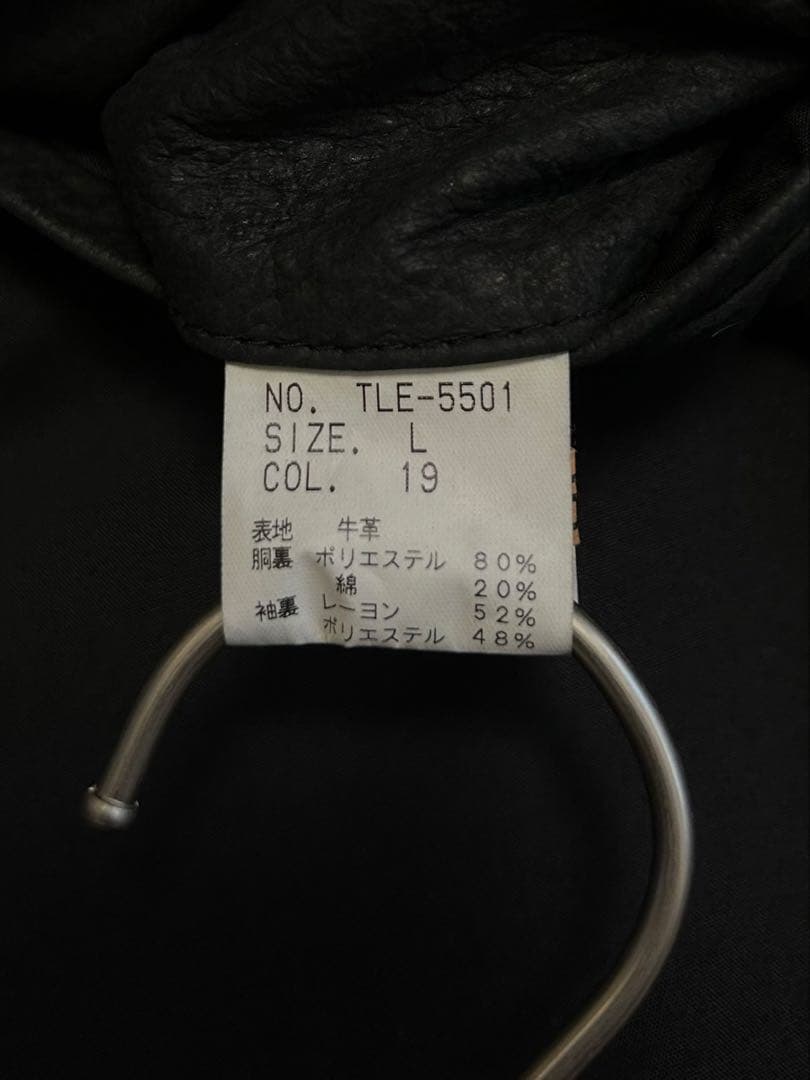 NO. TLE-5501
SIZE. L
COL. 19
表地 牛革
胴裏 ポリエステル 80%
綿 20%
袖裏 レーヨン 52%
ポリエステル 48%